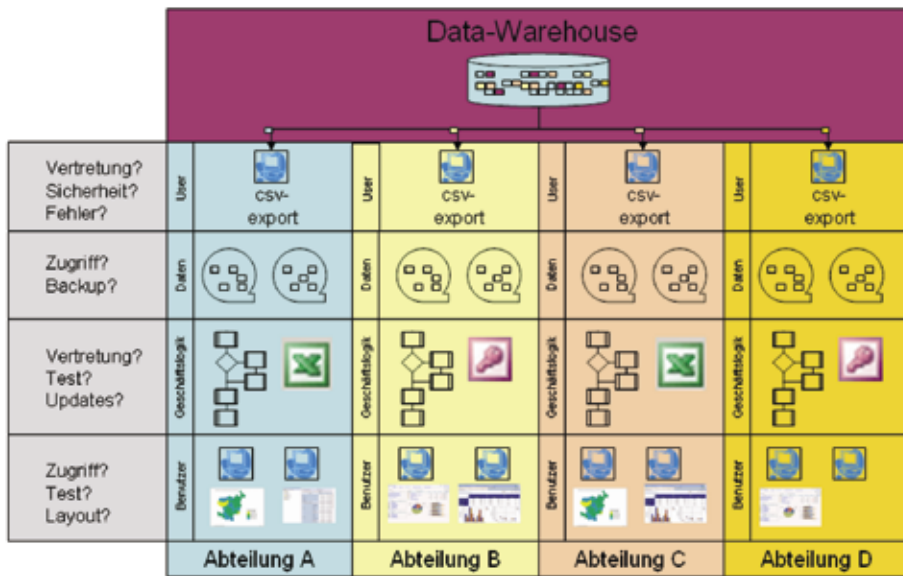 Data-Warehouse
Vertretung?
Sicherheit?
Fehler?
User
csv-
export
User
csv-
export
User
csv-
export
User
csv-
export
Zugriff?
Backup?
Daten
Daten
Daten
Daten
Vertretung?
Test?
Updates?
Geschäftslogik
Geschäftslogik
Geschäftslogik
Geschäftslogik
Zugriff?
Test?
Layout?
Benutzer
Benutzer
Benutzer
Benutzer
Abteilung A
Abteilung B
Abteilung C
Abteilung D